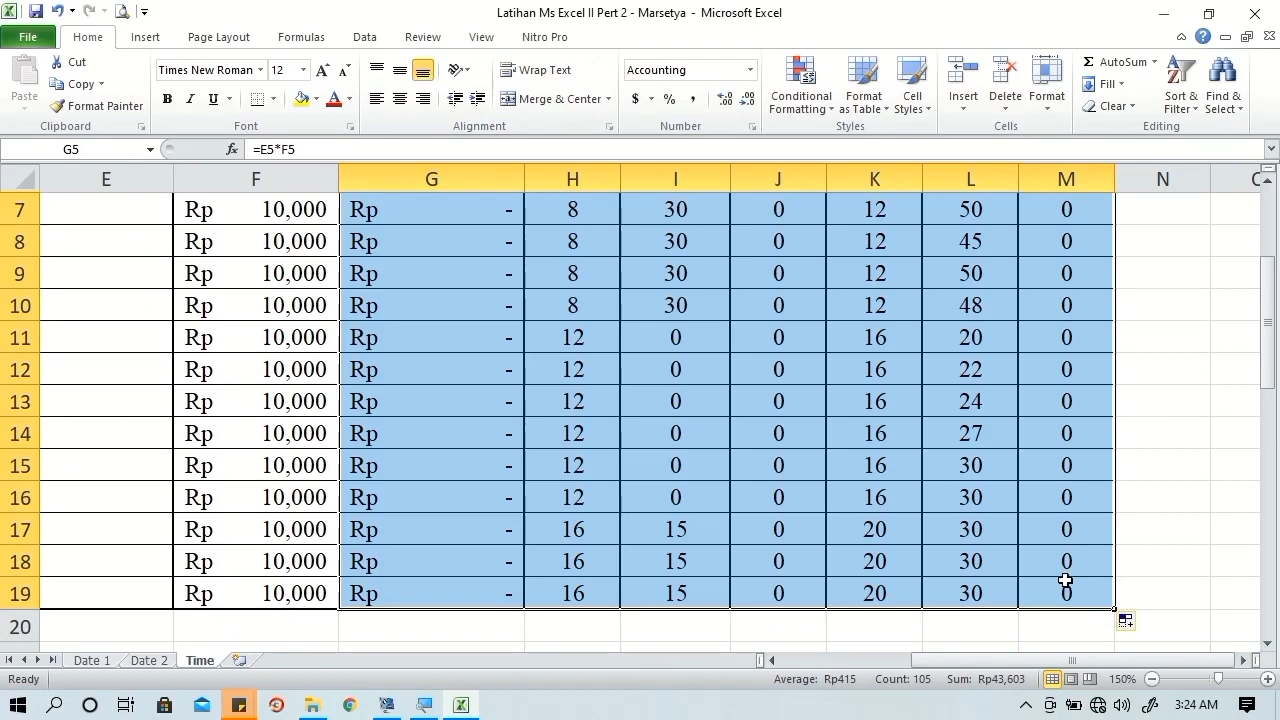 Latihan Ms Excel II Pert 2 - Marsetya - Microsoft Excel
File Home Insert Page Layout Formulas Data Review View Nitro Pro
Paste Cut Copy Format Painter Clipboard
Times New Roman 12 B I U A A A Font
Wrap Text Merge & Center Alignment
Accounting $ % , .0 .00 .00 .0 Number
Conditional Formatting Format as Table Cell Styles Styles
Insert Delete Format Cells
Σ AutoSum Fill Clear Sort & Filter Find & Select Editing
G5 fx =E5*F5
E F G H I J K L M N
7 Rp 10,000 Rp - 8 30 0 12 50 0
8 Rp 10,000 Rp - 8 30 0 12 45 0
9 Rp 10,000 Rp - 8 30 0 12 50 0
10 Rp 10,000 Rp - 8 30 0 12 48 0
11 Rp 10,000 Rp - 12 0 0 16 20 0
12 Rp 10,000 Rp - 12 0 0 16 22 0
13 Rp 10,000 Rp - 12 0 0 16 24 0
14 Rp 10,000 Rp - 12 0 0 16 27 0
15 Rp 10,000 Rp - 12 0 0 16 30 0
16 Rp 10,000 Rp - 12 0 0 16 30 0
17 Rp 10,000 Rp - 16 15 0 20 30 0
18 Rp 10,000 Rp - 16 15 0 20 30 0
19 Rp 10,000 Rp - 16 15 0 20 30 0
20
Date 1 Date 2 Time
Ready Average: Rp415 Count: 105 Sum: Rp43,603 150%
3:24 AM